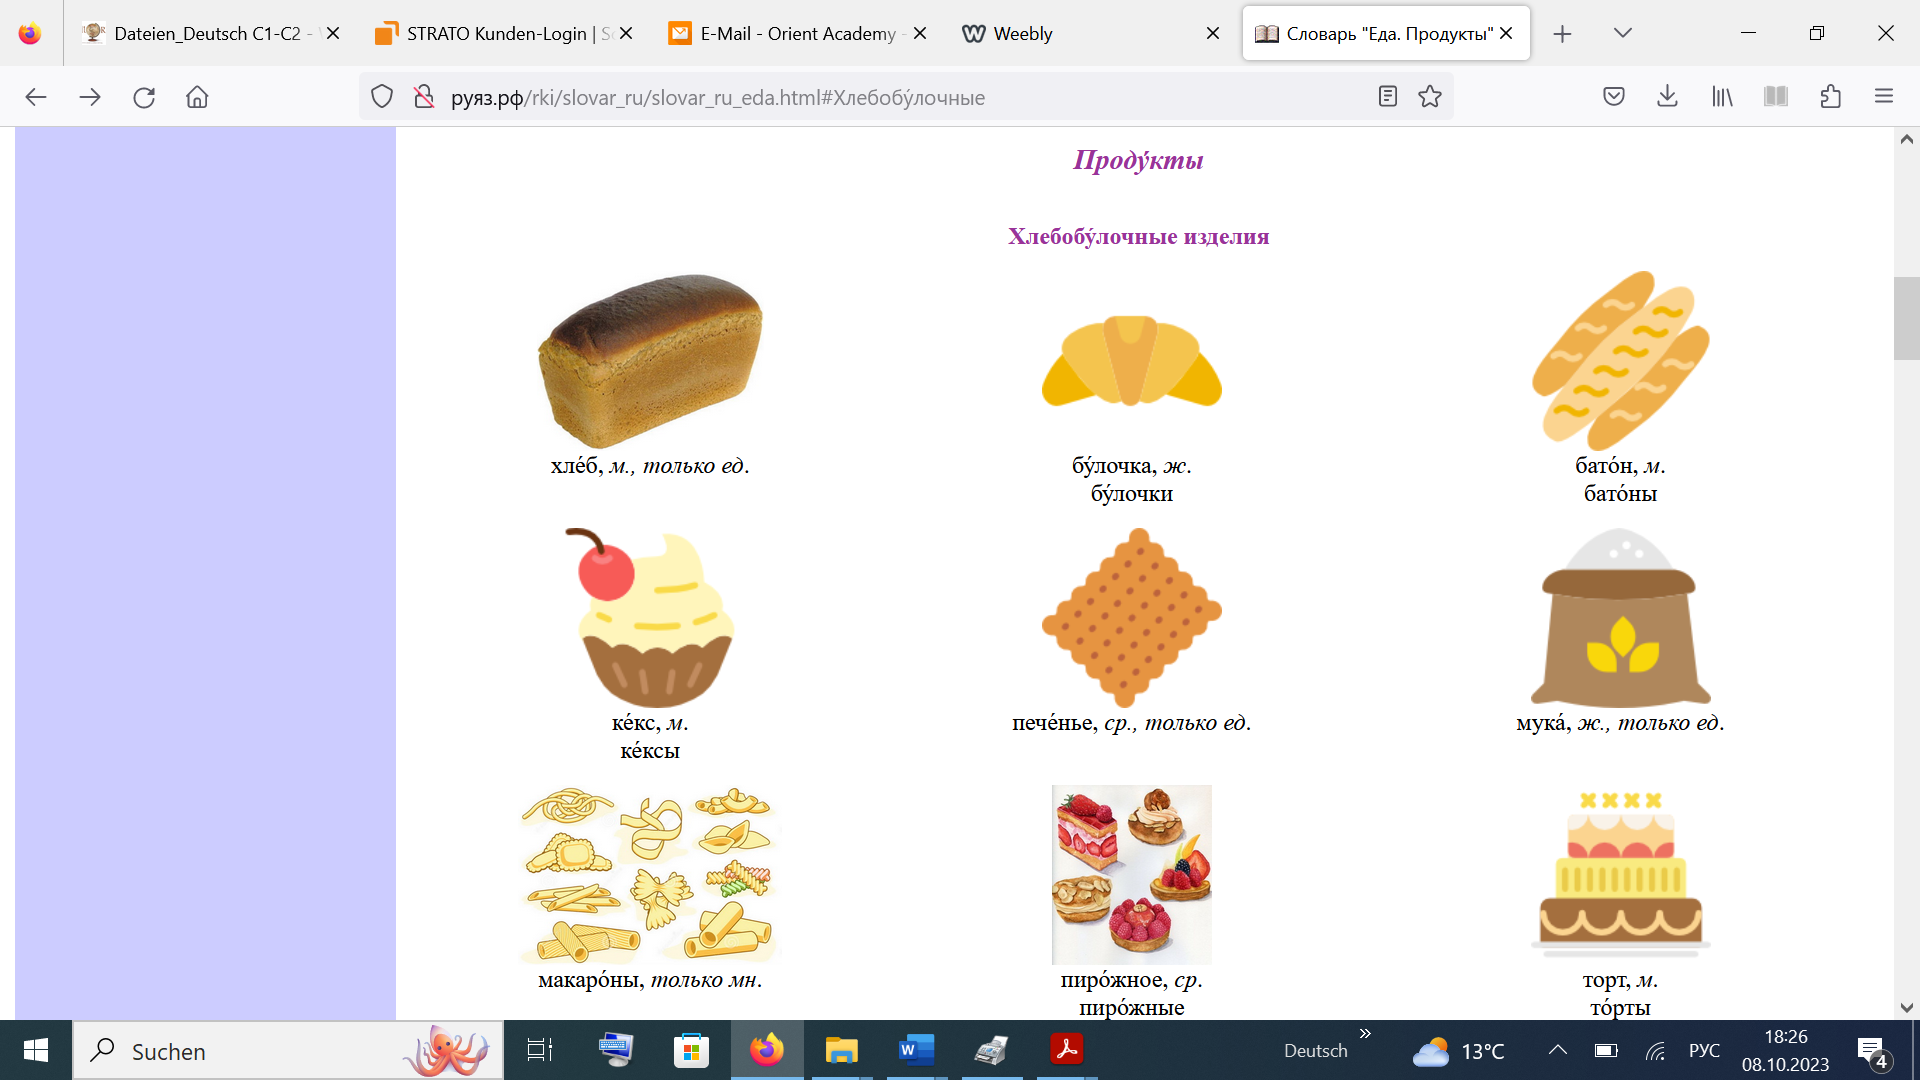 Dateien_Deutsch C1-C2 -
STRATO Kunden-Login |
E-Mail - Orient Academy
Weebly
Словарь "Еда. Продукты"
руяз.рф/rki/slovar_ru/slovar_ru_eda.html#Хлебобу́лочные
Проду́кты
Хлебобу́лочные изделия
хле́б, м., только ед.
бу́лочка, ж.
бу́лочки
бато́н, м.
бато́ны
ке́кс, м.
ке́ксы
пече́нье, ср., только ед.
мука́, ж., только ед.
макаро́ны, только мн.
пиро́жное, ср.
пиро́жные
торт, м.
то́рты
Suchen
Deutsch
13°C
РУС
18:26
08.10.2023
4